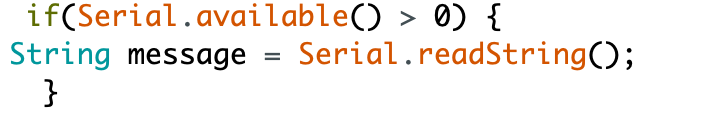 if(Serial.available() > 0) {
String message = Serial.readString();
}